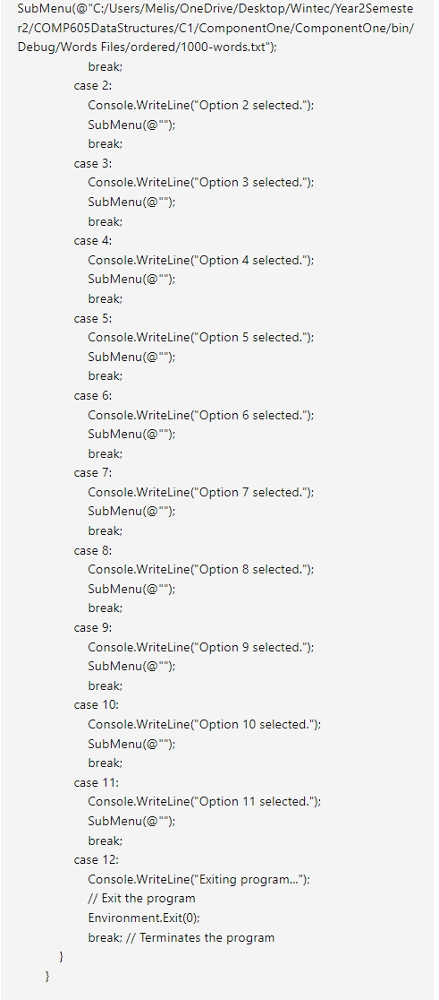 SubMenu(@"C:/Users/Melis/OneDrive/Desktop/Wintec/Year2Semeste
r2/COMP605DataStructures/C1/ComponentOne/ComponentOne/bin/
Debug/Words Files/ordered/1000-words.txt");
break;
case 2:
Console.WriteLine("Option 2 selected.");
SubMenu(@"");
break;
case 3:
Console.WriteLine("Option 3 selected.");
SubMenu(@"");
break;
case 4:
Console.WriteLine("Option 4 selected.");
SubMenu(@"");
break;
case 5:
Console.WriteLine("Option 5 selected.");
SubMenu(@"");
break;
case 6:
Console.WriteLine("Option 6 selected.");
SubMenu(@"");
break;
case 7:
Console.WriteLine("Option 7 selected.");
SubMenu(@"");
break;
case 8:
Console.WriteLine("Option 8 selected.");
SubMenu(@"");
break;
case 9:
Console.WriteLine("Option 9 selected.");
SubMenu(@"");
break;
case 10:
Console.WriteLine("Option 10 selected.");
SubMenu(@"");
break;
case 11:
Console.WriteLine("Option 11 selected.");
SubMenu(@"");
break;
case 12:
Console.WriteLine("Exiting program...");
// Exit the program
Environment.Exit(0);
break; // Terminates the program
}
}